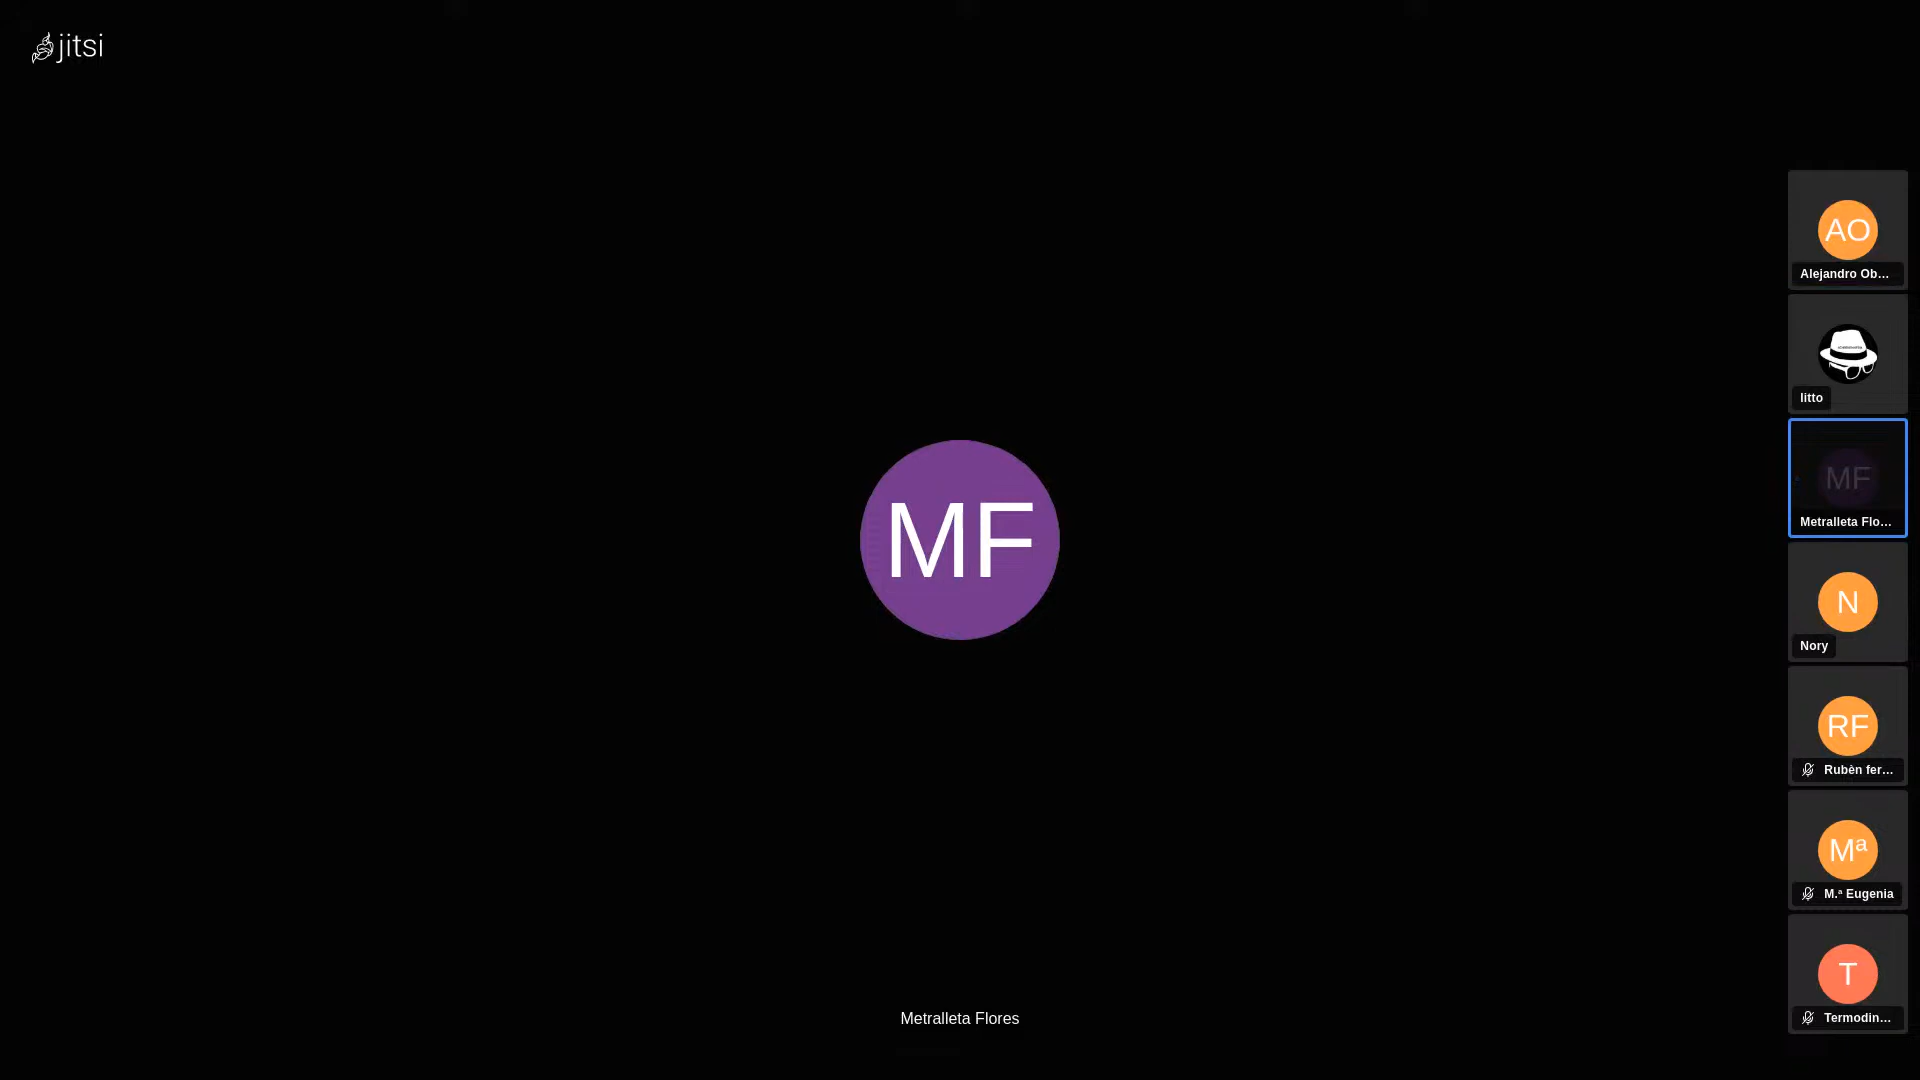 jitsi
AO
Alejandro Ob...
litto
MF
Metralleta Flo...
N
Nory
RF
Rubèn fer...
Mª
M.ª Eugenia
T
Termodin...
MF
Metralleta Flores